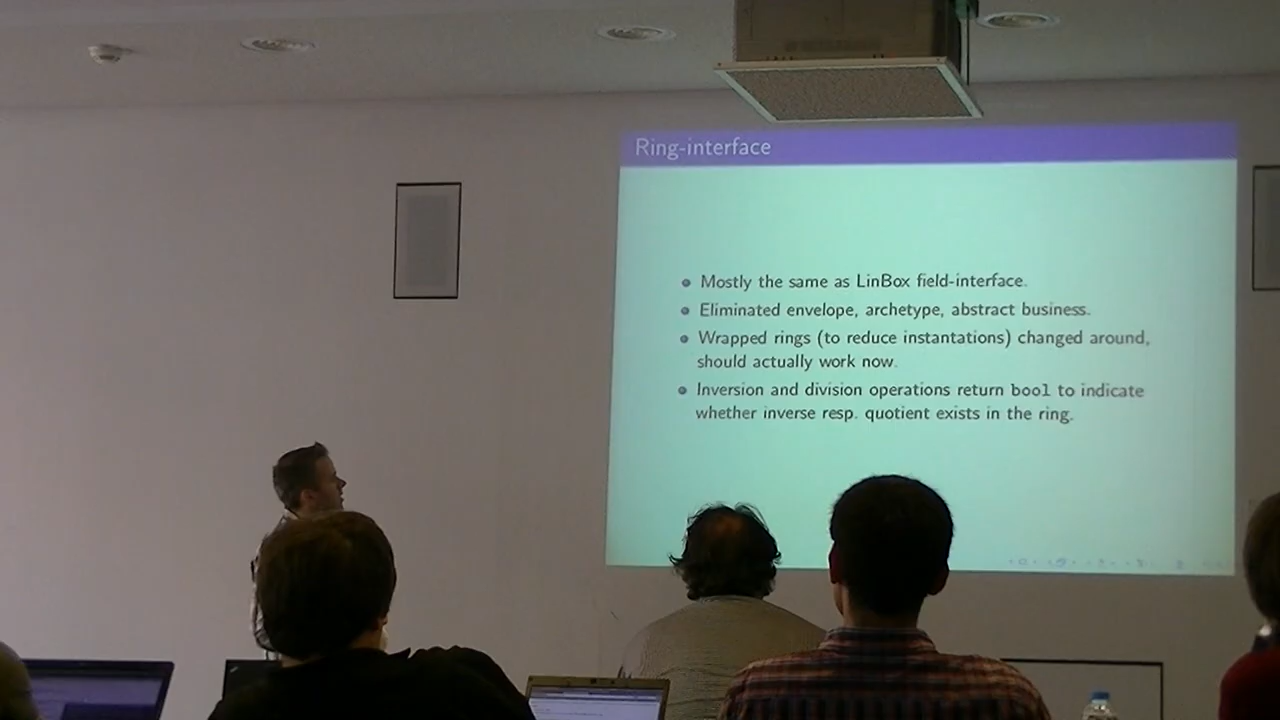 Ring-interface
Mostly the same as LinBox field-interface.
Eliminated envelope, archetype, abstract business.
Wrapped rings (to reduce instantations) changed around,
should actually work now.
Inversion and division operations return bool to indicate
whether inverse resp. quotient exists in the ring.